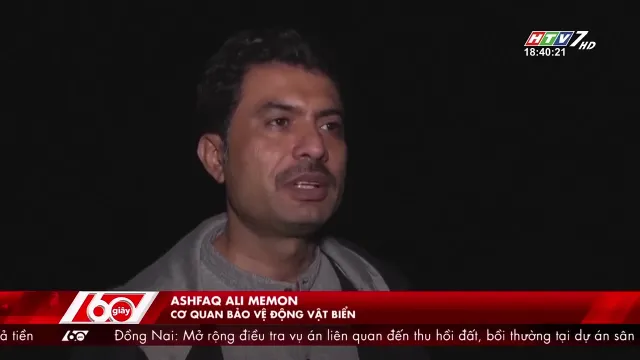 HTV7 HD
18:40:21
60 giây
ASHFAQ ALI MEMON
CƠ QUAN BẢO VỆ ĐỘNG VẬT BIỂN
ả tiền 60 Đồng Nai: Mở rộng điều tra vụ án liên quan đến thu hồi đất, bồi thường tại dự án sân